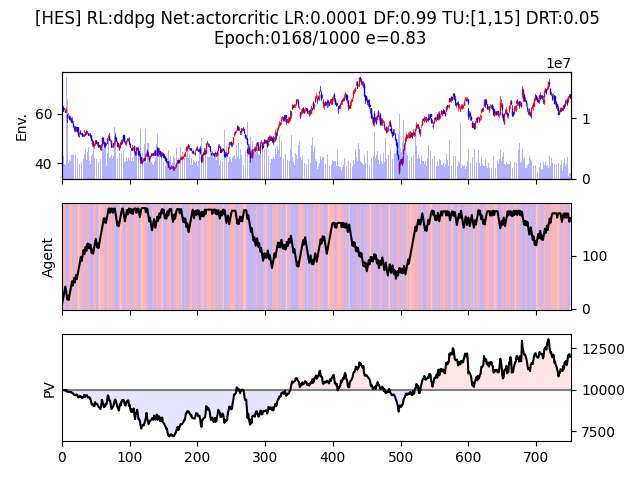 [HES] RL:ddpg Net:actorcritic LR:0.0001 DF:0.99 TU:[1,15] DRT:0.05
Epoch:0168/1000 e=0.83
1e7
Env.
60
40
1
0
Agent
100
0
PV
12500
10000
7500
0 100 200 300 400 500 600 700